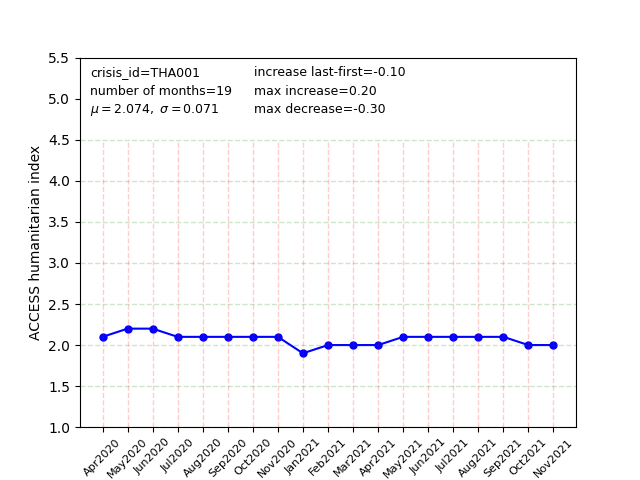 crisis_id=THA001
number of months=19
μ=2.074, σ=0.071
increase last-first=-0.10
max increase=0.20
max decrease=-0.30
ACCESS humanitarian index
5.5
5.0
4.5
4.0
3.5
3.0
2.5
2.0
1.5
1.0
Apr2020
May2020
Jun2020
Jul2020
Aug2020
Sep2020
Oct2020
Nov2020
Jan2021
Feb2021
Mar2021
Apr2021
May2021
Jun2021
Jul2021
Aug2021
Sep2021
Oct2021
Nov2021